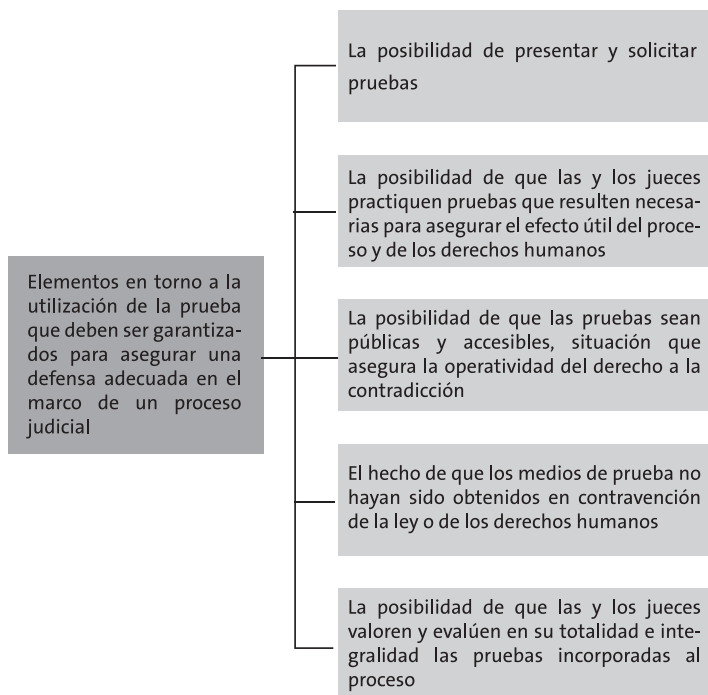 La posibilidad de presentar y solicitar
pruebas
La posibilidad de que las y los jueces
practiquen pruebas que resulten necesa-
rias para asegurar el efecto útil del proce-
so y de los derechos humanos
Elementos en torno a la
utilización de la prueba
que deben ser garantiza-
dos para asegurar una
defensa adecuada en el
marco de un proceso
judicial
La posibilidad de que las pruebas sean
públicas y accesibles, situación que
asegura la operatividad del derecho a la
contradicción
El hecho de que los medios de prueba no
hayan sido obtenidos en contravención
de la ley o de los derechos humanos
La posibilidad de que las y los jueces
valoren y evalúen en su totalidad e inte-
gralidad las pruebas incorporadas al
proceso